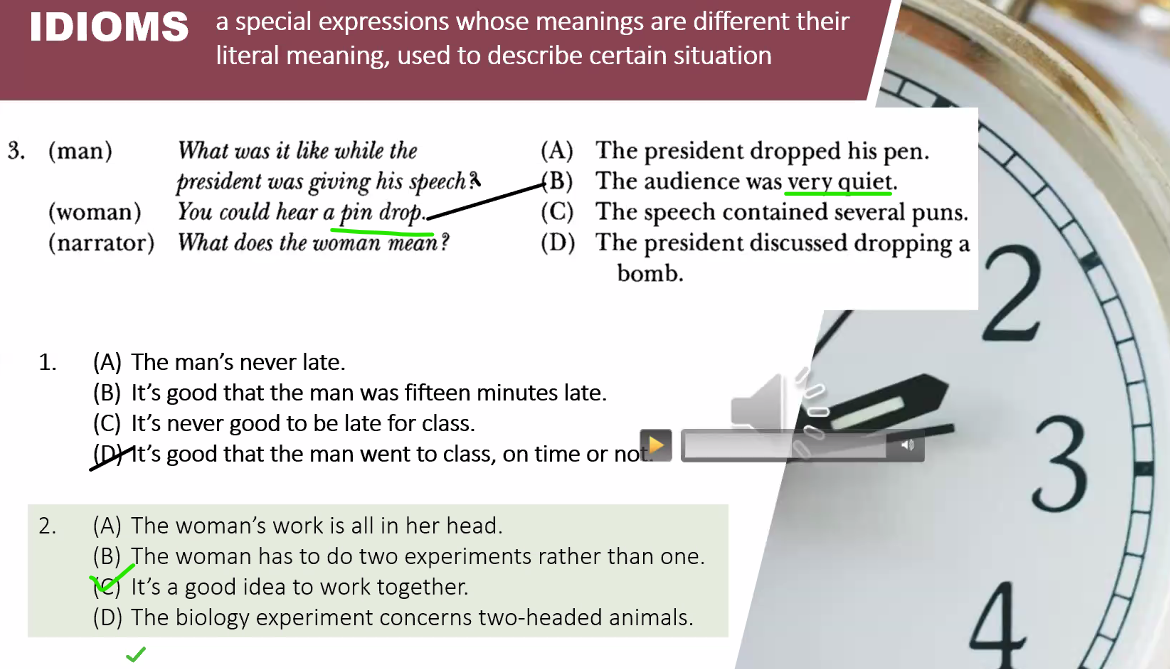 IDIOMS
a special expressions whose meanings are different their
literal meaning, used to describe certain situation
3. (man) What was it like while the
president was giving his speech?
(woman) You could hear a pin drop.
(narrator) What does the woman mean?
(A) The president dropped his pen.
(B) The audience was very quiet.
(C) The speech contained several puns.
(D) The president discussed dropping a
bomb.
1. (A) The man's never late.
(B) It's good that the man was fifteen minutes late.
(C) It's never good to be late for class.
(D) It's good that the man went to class, on time or not.
2. (A) The woman's work is all in her head.
(B) The woman has to do two experiments rather than one.
(C) It's a good idea to work together.
(D) The biology experiment concerns two-headed animals.
2
3
4